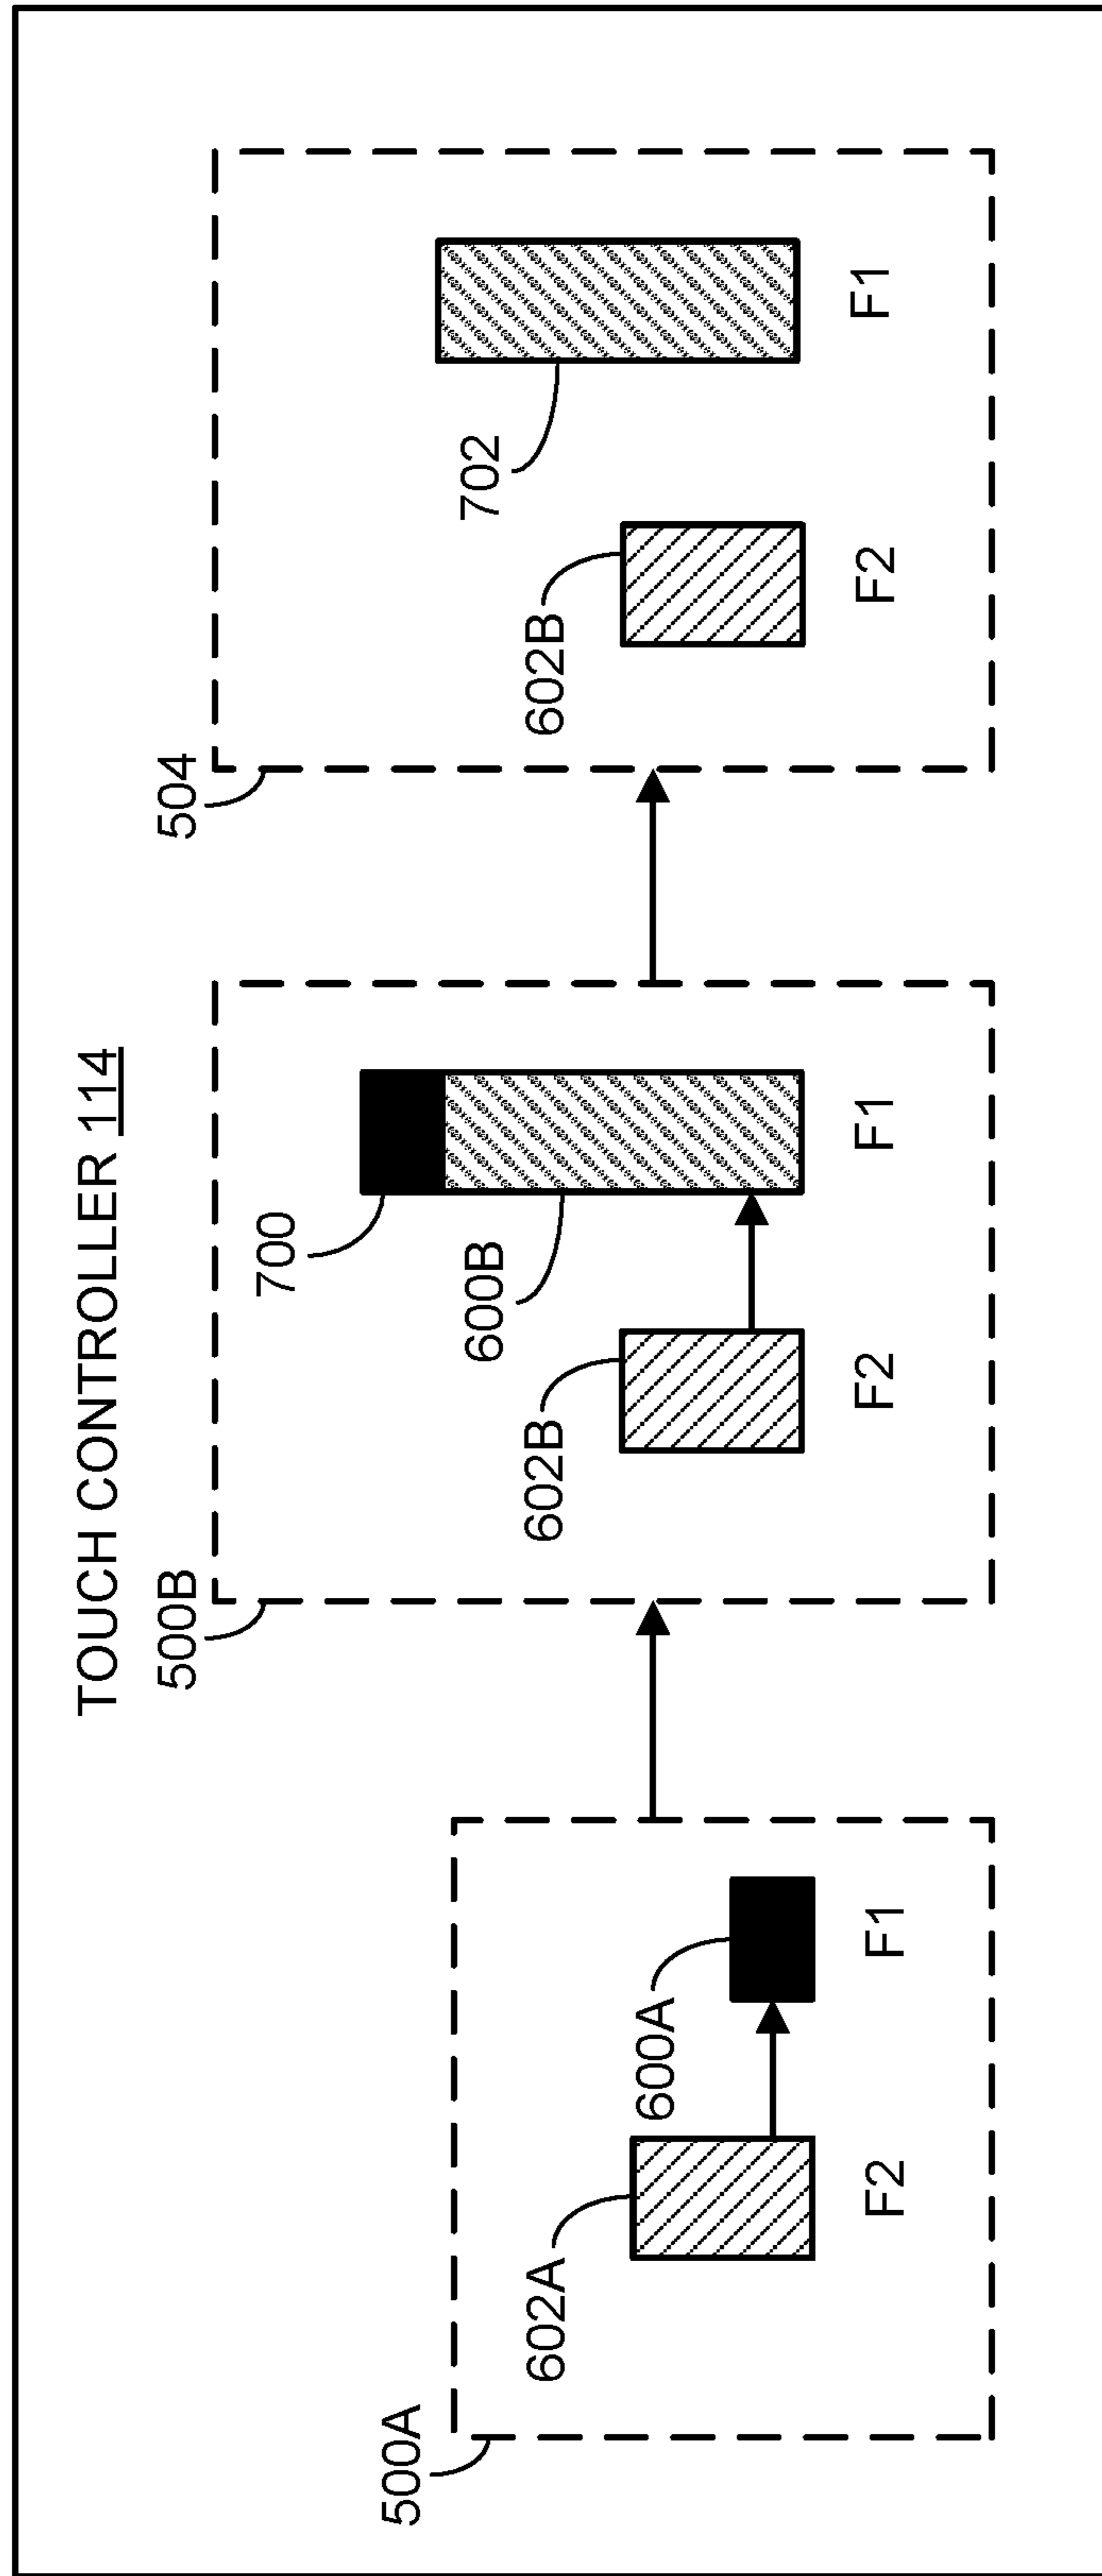 TOUCH CONTROLLER 114
500A
602A
600A
F2
F1
500B
700
600B
602B
F2
F1
504
702
602B
F2
F1